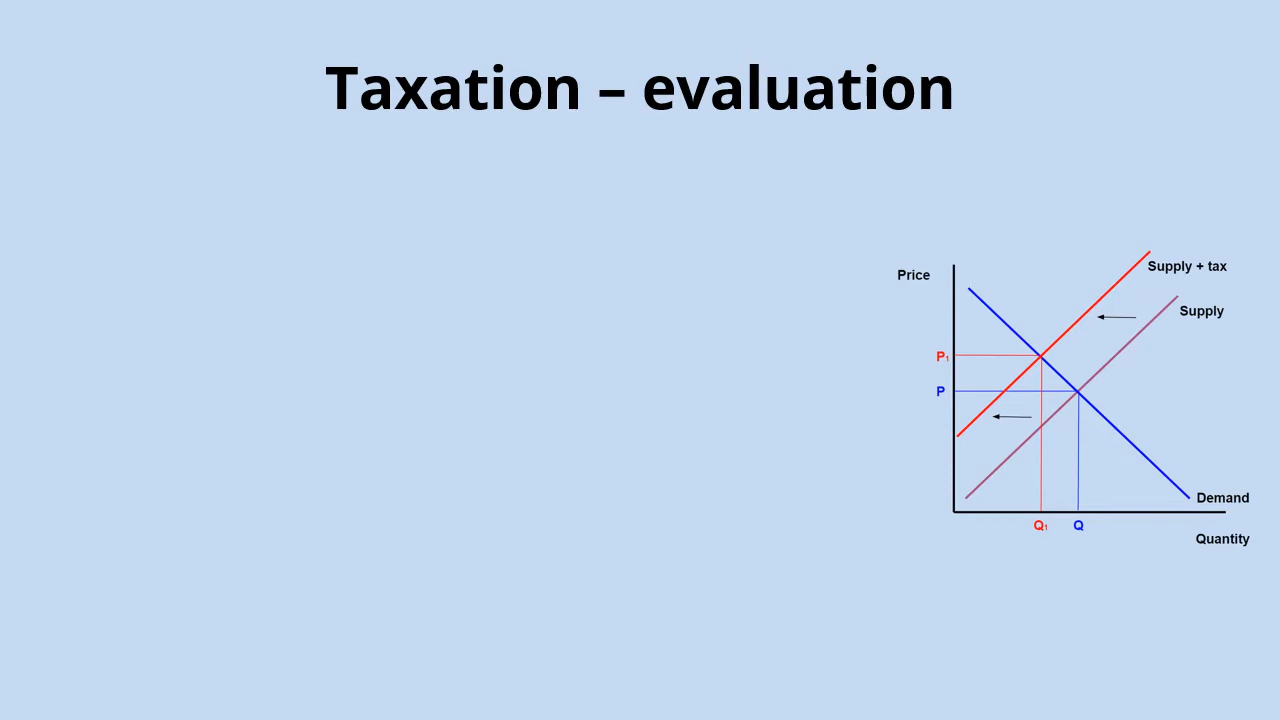 Taxation – evaluation
Supply + tax
Price
Supply
P₁
P
Demand
Q₁ Q
Quantity